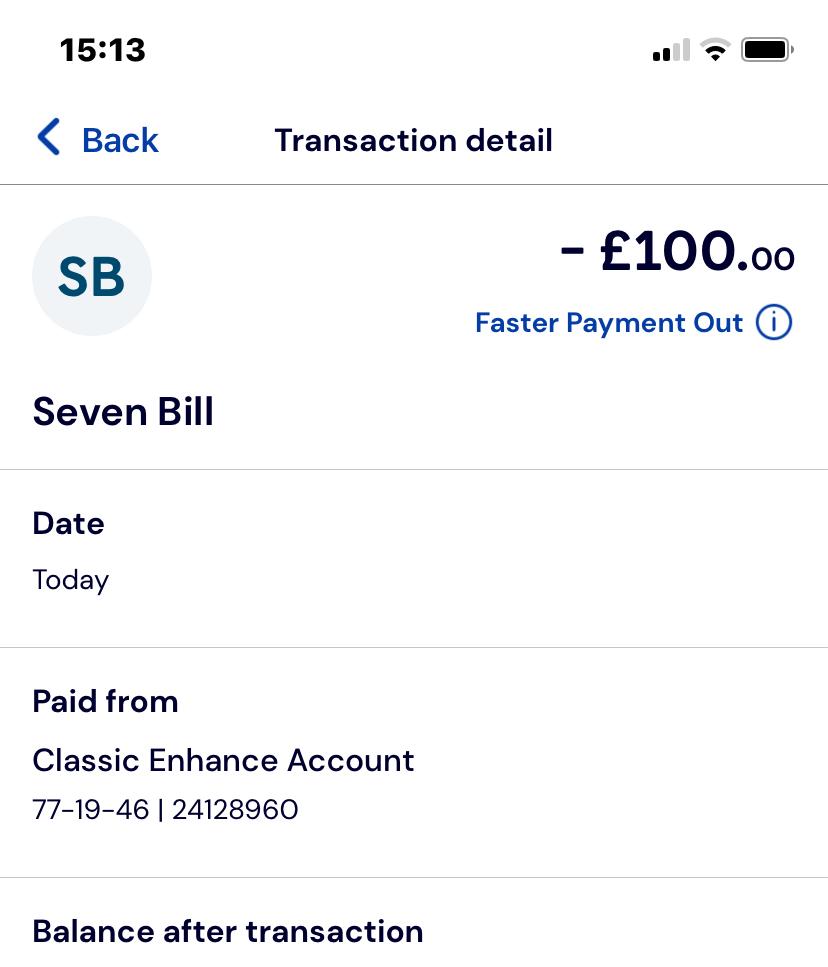 15:13
Back Transaction detail
SB
- £100.00
Faster Payment Out i
Seven Bill
Date
Today
Paid from
Classic Enhance Account
77-19-46 | 24128960
Balance after transaction